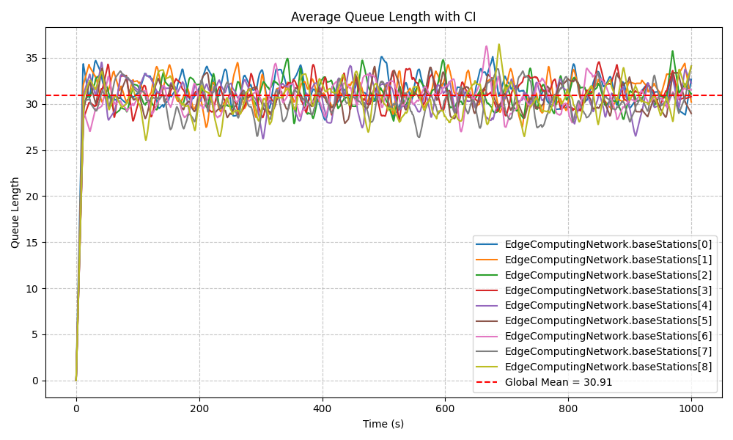 Average Queue Length with CI
Queue Length
35
30
25
20
15
10
5
0
0 200 400 600 800 1000
Time (s)
EdgeComputingNetwork.baseStations[0]
EdgeComputingNetwork.baseStations[1]
EdgeComputingNetwork.baseStations[2]
EdgeComputingNetwork.baseStations[3]
EdgeComputingNetwork.baseStations[4]
EdgeComputingNetwork.baseStations[5]
EdgeComputingNetwork.baseStations[6]
EdgeComputingNetwork.baseStations[7]
EdgeComputingNetwork.baseStations[8]
Global Mean = 30.91